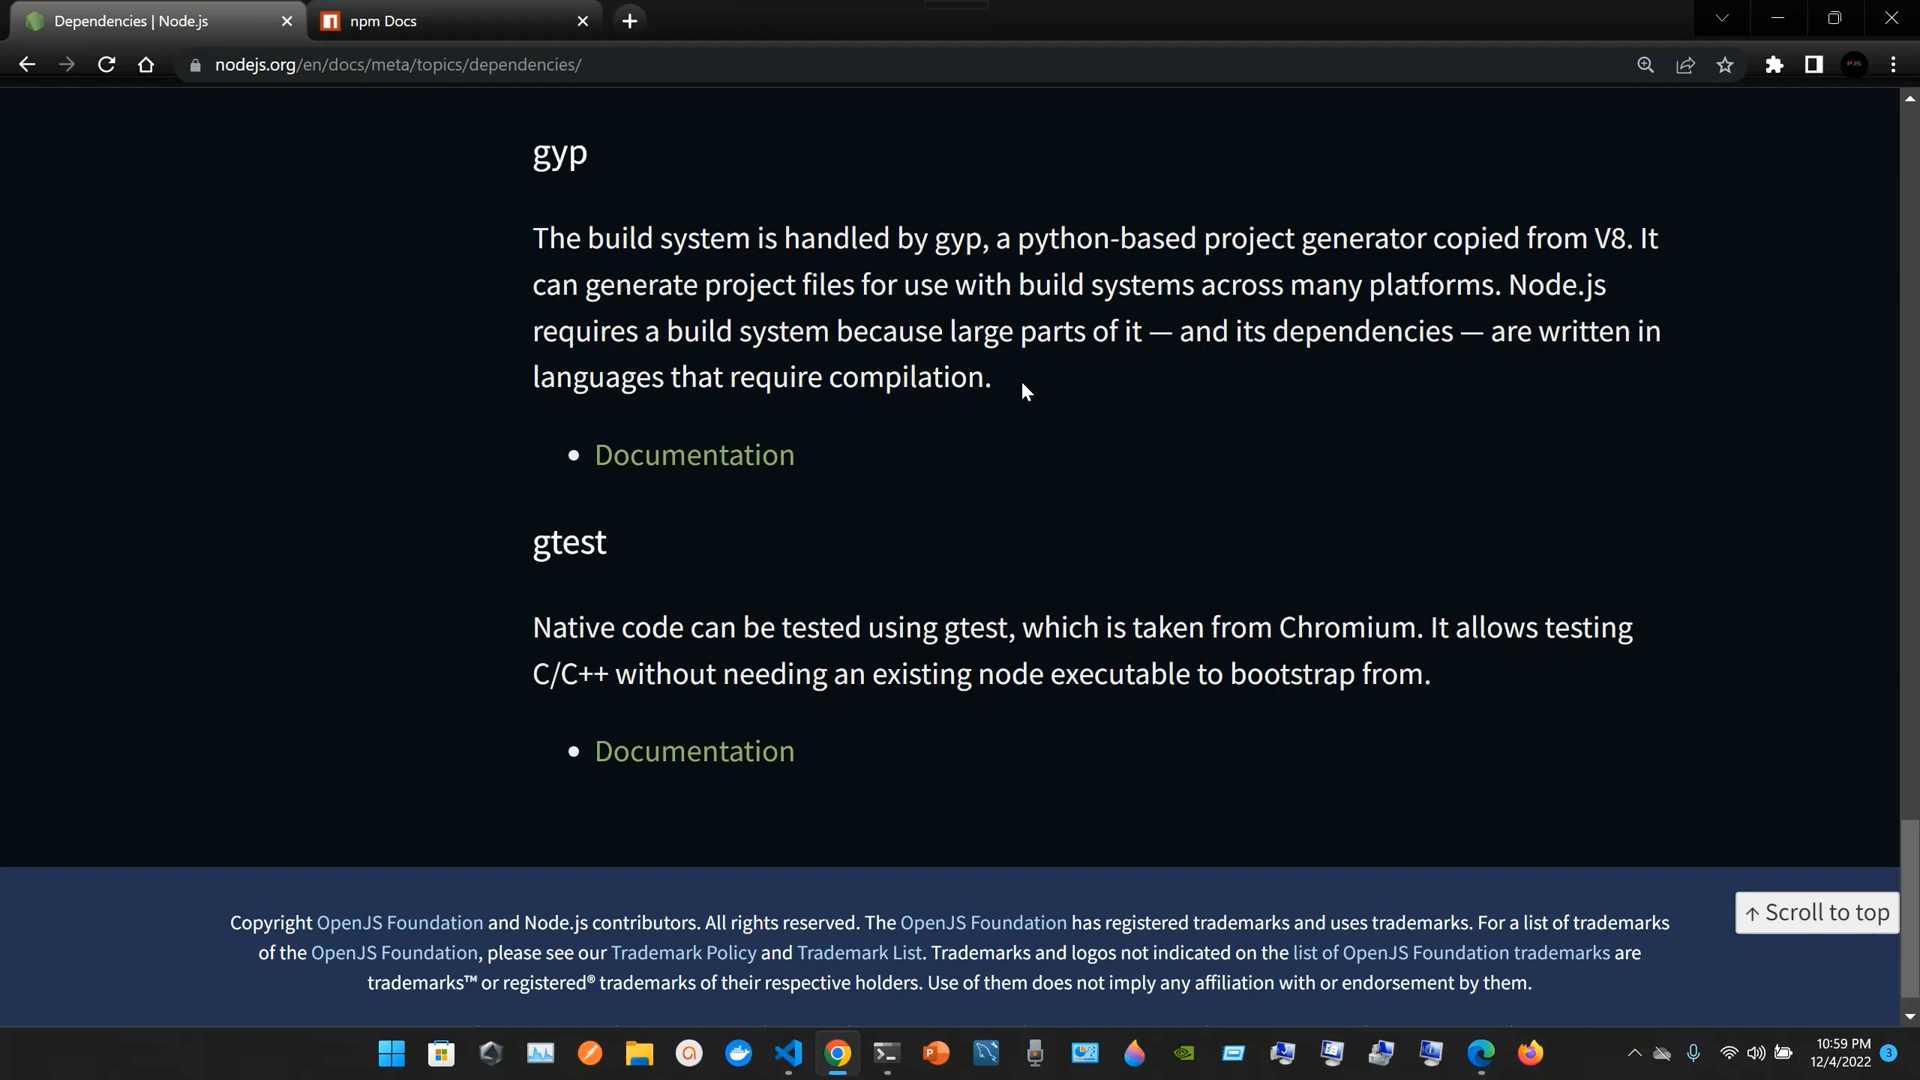 Dependencies | Node.js
npm Docs
nodejs.org/en/docs/meta/topics/dependencies/
gyp
The build system is handled by gyp, a python-based project generator copied from V8. It
can generate project files for use with build systems across many platforms. Node.js
requires a build system because large parts of it — and its dependencies — are written in
languages that require compilation.
• Documentation
gtest
Native code can be tested using gtest, which is taken from Chromium. It allows testing
C/C++ without needing an existing node executable to bootstrap from.
• Documentation
Copyright OpenJS Foundation and Node.js contributors. All rights reserved. The OpenJS Foundation has registered trademarks and uses trademarks. For a list of trademarks
of the OpenJS Foundation, please see our Trademark Policy and Trademark List. Trademarks and logos not indicated on the list of OpenJS Foundation trademarks are
trademarks™ or registered® trademarks of their respective holders. Use of them does not imply any affiliation with or endorsement by them.
↑ Scroll to top
10:59 PM
12/4/2022
3